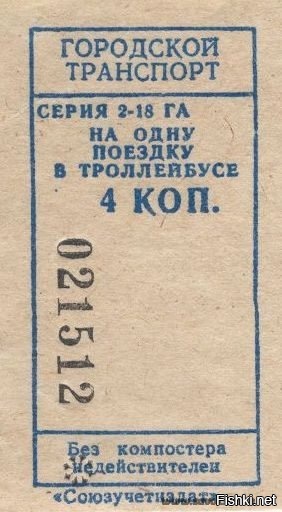 ГОРОДСКОЙ
ТРАНСПОРТ
СЕРИЯ 2-18 ГА
НА ОДНУ
ПОЕЗДКУ
В ТРОЛЛЕЙБУСЕ
4 КОП.
021512
Без компостера
недействителен
«Союзучетиздат»
Fishki.net